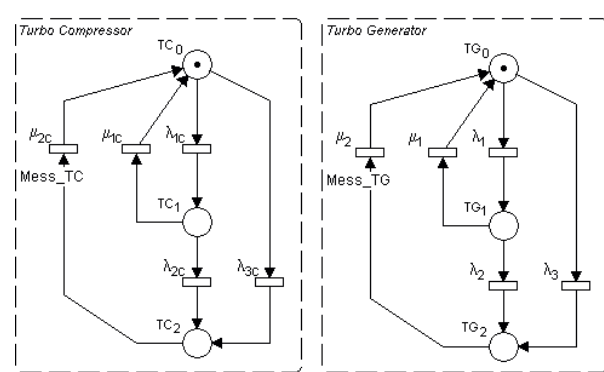 Turbo Compressor
TC0
μ2C
μ1C
λ1C
Mess_TC
TC1
λ2C
λ3C
TC2
Turbo Generator
TG0
μ2
μ1
λ1
Mess_TG
TG1
λ2
λ3
TG2